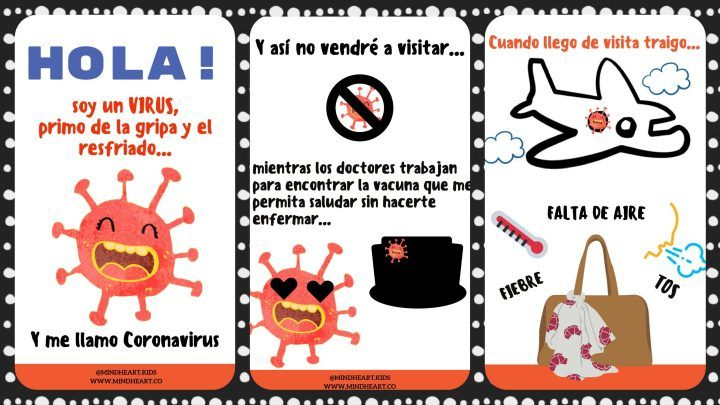 HOLA!
soy un VIRUS,
primo de la gripa y el
resfriado...
Y me llamo Coronavirus
@MINDHEART.KIDS
WWW.MINDHEART.CO
Y así no vendré a visitar...
mientras los doctores trabajan
para encontrar la vacuna que me
permita saludar sin hacerte
enfermar...
@MINDHEART.KIDS
WWW.MINDHEART.CO
Cuando llego de visita traigo...
FALTA DE AIRE
FIEBRE
TOS